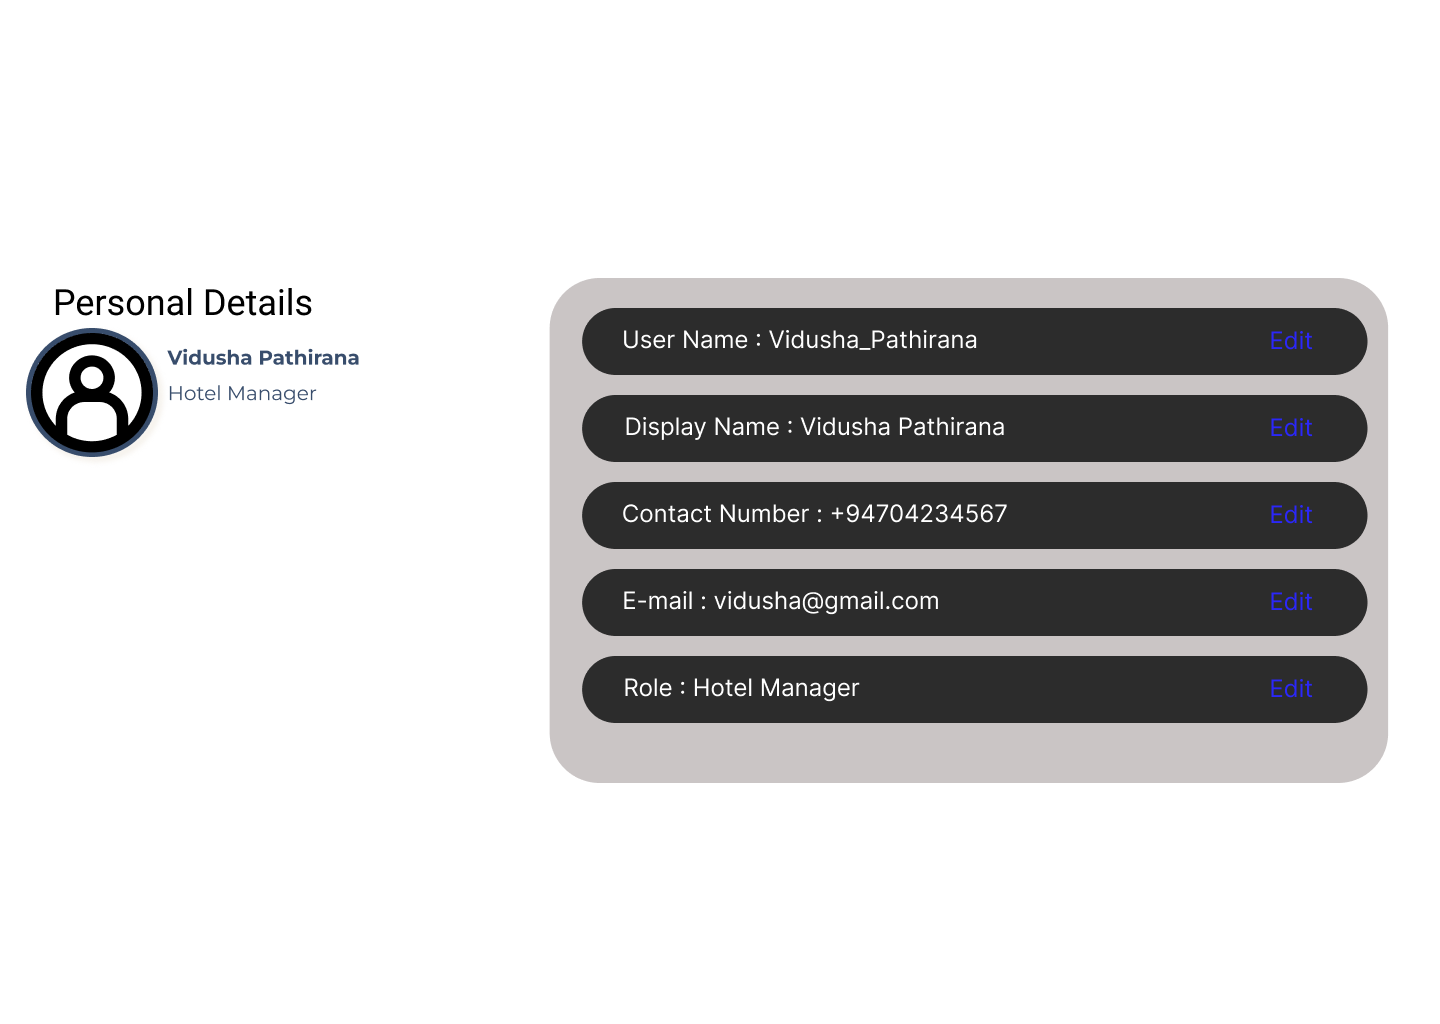 Personal Details
Vidusha Pathirana
Hotel Manager
User Name : Vidusha_Pathirana Edit
Display Name : Vidusha Pathirana Edit
Contact Number : +94704234567 Edit
E-mail : vidusha@gmail.com Edit
Role : Hotel Manager Edit